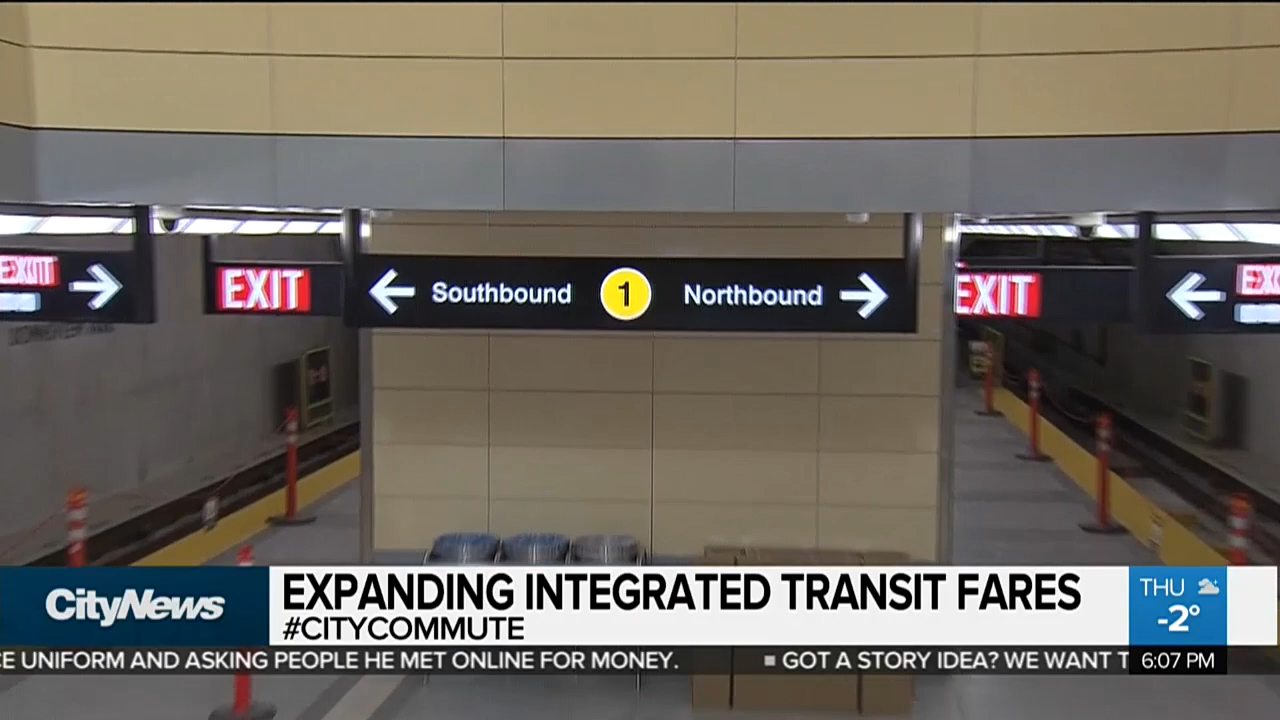 EXIT
EXIT
Southbound 1 Northbound
EXIT
CityNews
EXPANDING INTEGRATED TRANSIT FARES
#CITYCOMMUTE
THU
-2°
UNIFORM AND ASKING PEOPLE HE MET ONLINE FOR MONEY.
GOT A STORY IDEA? WE WANT
6:07 PM